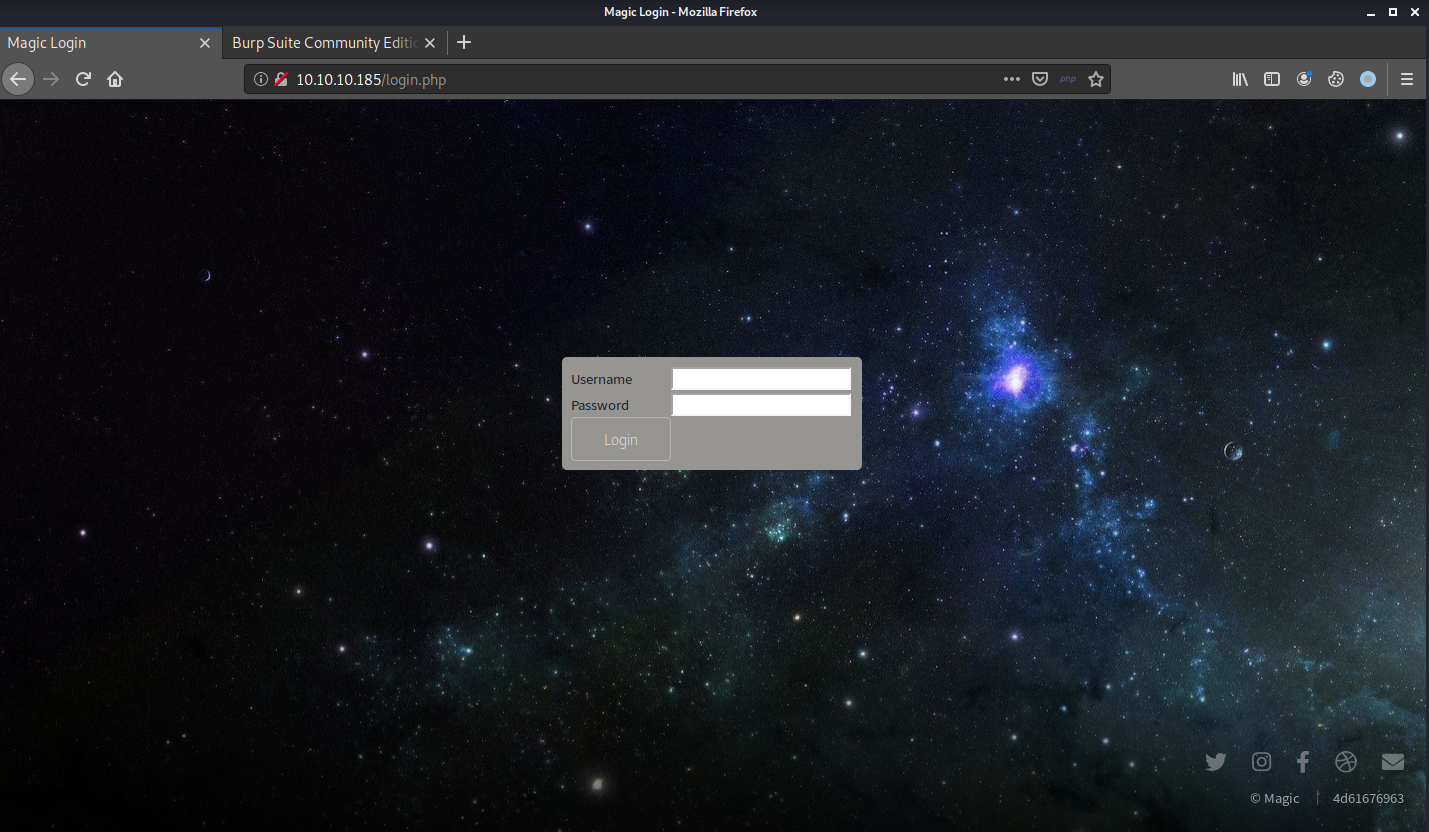 Magic Login - Mozilla Firefox
Magic Login
Burp Suite Community Editic
10.10.10.185/login.php
php
Username
Password
Login
© Magic | 4d61676963